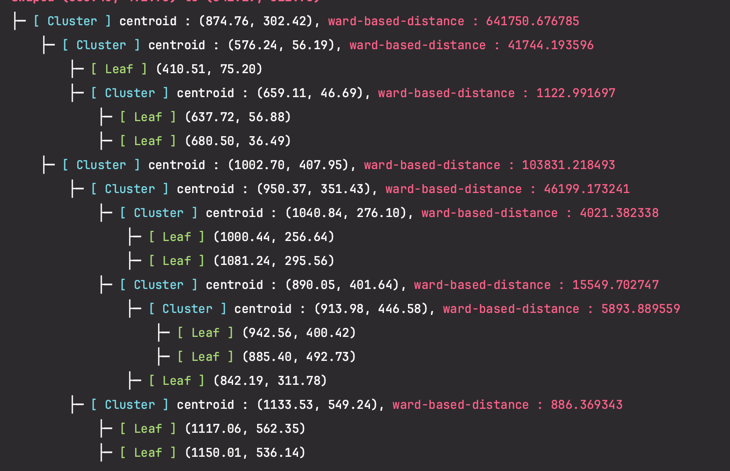 [ Cluster ] centroid : (874.76, 302.42), ward-based-distance : 641750.676785
[ Cluster ] centroid : (576.24, 56.19), ward-based-distance : 41744.193596
[ Leaf ] (410.51, 75.20)
[ Cluster ] centroid : (659.11, 46.69), ward-based-distance : 1122.991697
[ Leaf ] (637.72, 56.88)
[ Leaf ] (680.50, 36.49)
[ Cluster ] centroid : (1002.70, 407.95), ward-based-distance : 103831.218493
[ Cluster ] centroid : (950.37, 351.43), ward-based-distance : 46199.173241
[ Cluster ] centroid : (1040.84, 276.10), ward-based-distance : 4021.382338
[ Leaf ] (1000.44, 256.64)
[ Leaf ] (1081.24, 295.56)
[ Cluster ] centroid : (890.05, 401.64), ward-based-distance : 15549.702747
[ Cluster ] centroid : (913.98, 446.58), ward-based-distance : 5893.889559
[ Leaf ] (942.56, 400.42)
[ Leaf ] (885.40, 492.73)
[ Leaf ] (842.19, 311.78)
[ Cluster ] centroid : (1133.53, 549.24), ward-based-distance : 886.369343
[ Leaf ] (1117.06, 562.35)
[ Leaf ] (1150.01, 536.14)